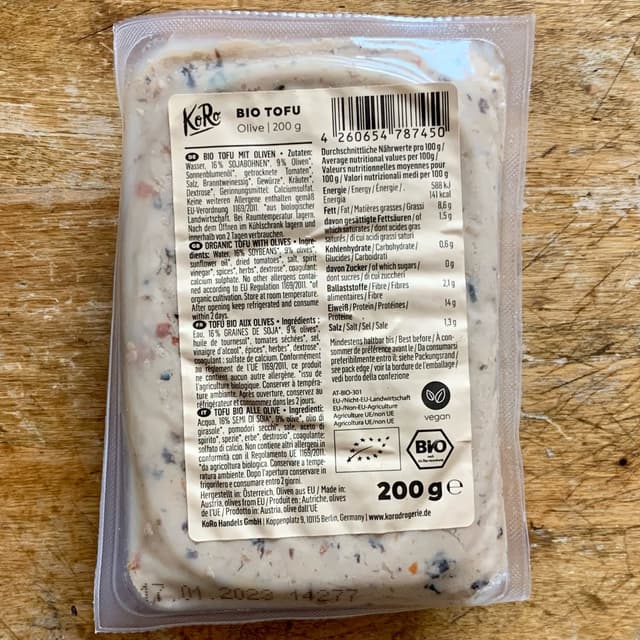 KoRo
BIO TOFU
Olive | 200 g
4 260654 787450
DE BIO TOFU MIT OLIVEN • Zutaten:
Wasser, 16% SOJABOHNEN*, 9% Oliven*,
Sonnenblumenöl*, getrocknete Tomaten*,
Salz, Branntweinessig*, Gewürze*, Kräuter*,
Dextrose*, Gerinnungsmittel: Calciumsulfat.
Keine weiteren Allergene enthalten gemäß
EU-Verordnung 1169/2011. *aus biologischer
Landwirtschaft. Bei Raumtemperatur lagern.
Nach dem Öffnen im Kühlschrank lagern und
innerhalb von 2 Tagen verbrauchen.
GB ORGANIC TOFU WITH OLIVES • Ingre-
dients: Water, 16% SOYBEANS*, 9% olives*,
sunflower oil*, dried tomatoes*, salt, spirit
vinegar*, spices*, herbs*, dextrose*, coagulant:
calcium sulphate. No other allergens contai-
ned according to EU Regulation 1169/2011. *of
organic cultivation. Store at room temperature.
After opening keep refrigerated and consume
within 2 days.
FR TOFU BIO AUX OLIVES • Ingrédients :
Eau, 16% GRAINES DE SOJA*, 9% olives*,
huile de tournesol*, tomates séchées*, sel,
vinaigre d'alcool*, épices*, herbes*, dextrose*,
coagulant : sulfate de calcium. Conformément
au règlement de l'UE 1169/2011, ce produit
ne contient aucun autre allergène. *issu de
l'agriculture biologique. Conserver à tempéra-
ture ambiante. Après ouverture, conservez au
réfrigérateur et consommez dans les 2 jours.
IT TOFU BIO ALLE OLIVE • Ingredienti:
Acqua, 16% SEMI DI SOIA*, 9% olive*, olio di
girasole*, pomodori secchi*, sale, aceto di
spirito*, spezie*, erbe*, destrosio*, coagulante:
solfato di calcio. Non contiene altri allergeni in
conformità con il Regolamento UE 1169/2011.
*da agricoltura biologica. Conservare a tempe-
ratura ambiente. Dopo l'apertura conservare in
frigorifero e consumare entro 2 giorni.
Hergestellt in: Österreich, Oliven aus EU / Made in:
Austria, olives from EU / Produit en : Autriche, olives
de l'UE / Prodotto in: Austria, olive dall'UE
KoRo Handels GmbH | Koppenplatz 9, 10115 Berlin, Germany | www.korodrogerie.de
Durchschnittliche Nährwerte pro 100 g /
Average nutritional values per 100g /
Valeurs nutritionnelles moyennes pour
100 g / Valori nutrizionali medi per 100 g
Energie / Energy / Énergie / 588 kJ
Energia 141 kcal
Fett / Fat / Matières grasses / Grassi 8,6 g
davon gesättigte Fettsäuren / of 1,5 g
which saturates / dont acides gras
saturés / di cui acidi grassi saturi
Kohlenhydrate / Carbohydrate / 0,6 g
Glucides / Carboidrati
davon Zucker / of which sugars / 0 g
dont sucres / di cui zuccheri
Ballaststoffe / Fibre / Fibres 2,1 g
alimentaires / Fibre
Eiweiß / Protein / Protéines / 14 g
Proteine
Salz / Salt / Sel / Sale 1,3 g
Mindestens haltbar bis / Best before / À con-
sommer de préférence avant le / Da consumarsi
preferibilmente entro il: siehe Packungsrand /
see pack edge / voir la bordure de l'emballage /
vedi bordo della confezione
AT-BIO-301
EU-/Nicht-EU-Landwirtschaft
EU-/Non-EU-Agriculture
Agriculture UE/non UE
Agricoltura UE/non UE
vegan
Bio
200 g e
17.01.2023 14277